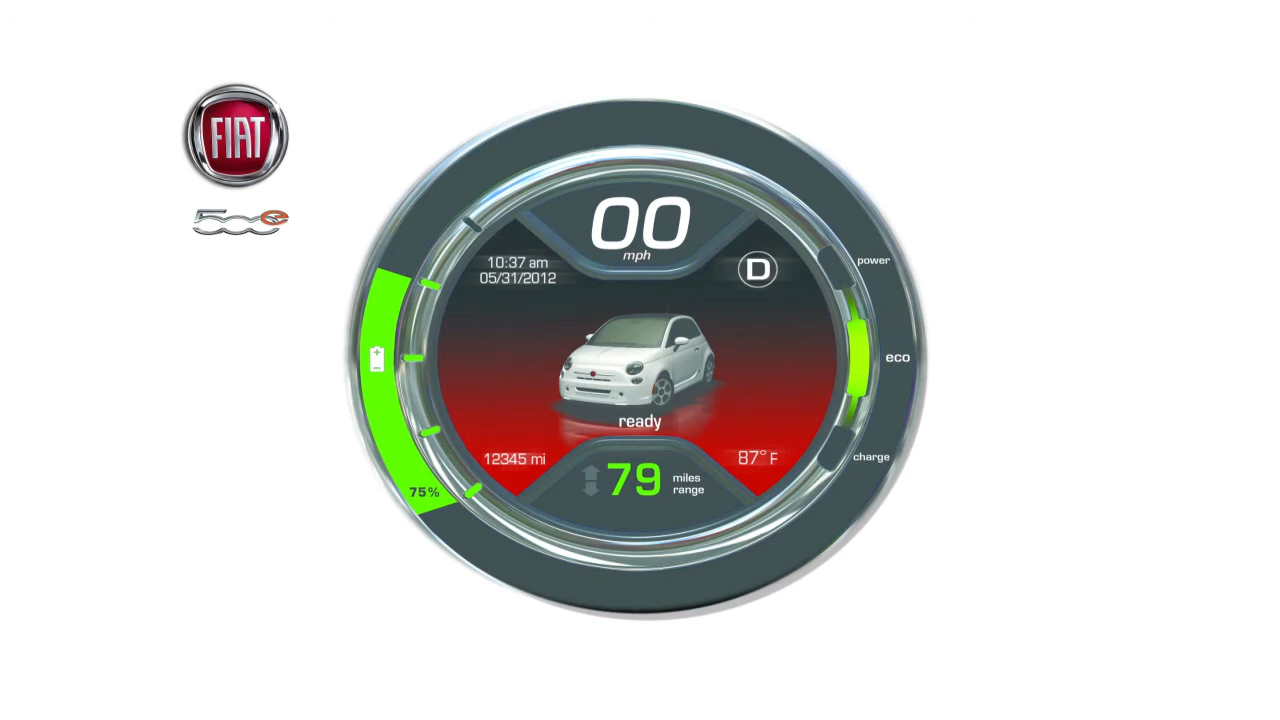 FIAT
500e
00
mph
10:37 am
05/31/2012
D
power
eco
charge
ready
12345 mi
87° F
79
miles
range
75%